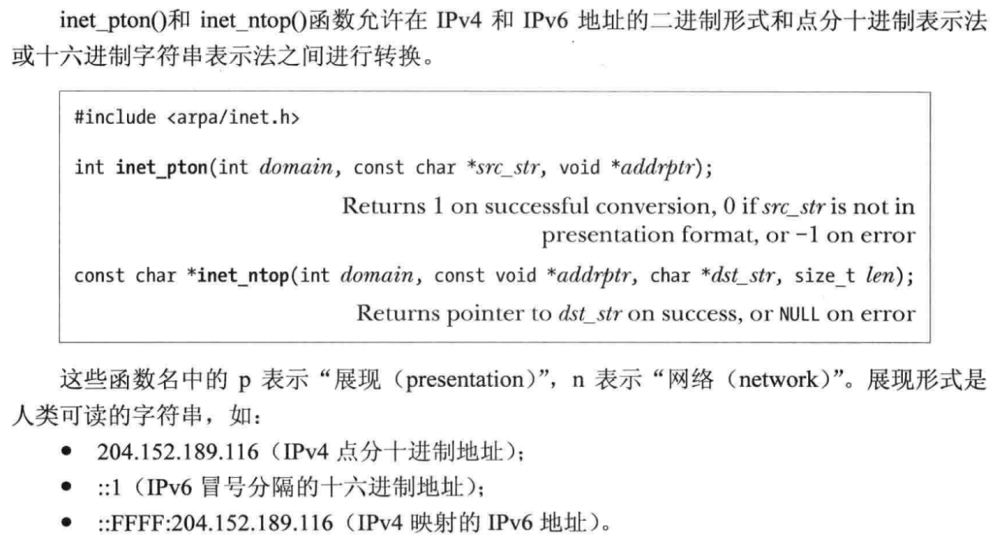 inet_pton()和 inet_ntop()函数允许在 IPv4 和 IPv6 地址的二进制形式和点分十进制表示法
或十六进制字符串表示法之间进行转换。
#include <arpa/inet.h>
int inet_pton(int domain, const char *src_str, void *addrptr);
Returns 1 on successful conversion, 0 if src_str is not in
presentation format, or −1 on error
const char *inet_ntop(int domain, const void *addrptr, char *dst_str, size_t len);
Returns pointer to dst_str on success, or NULL on error
这些函数名中的 p 表示“展现（presentation）”，n 表示“网络（network）”。展现形式是
人类可读的字符串，如：
● 204.152.189.116（IPv4 点分十进制地址）；
● ::1（IPv6 冒号分隔的十六进制地址）；
● ::FFFF:204.152.189.116（IPv4 映射的 IPv6 地址）。